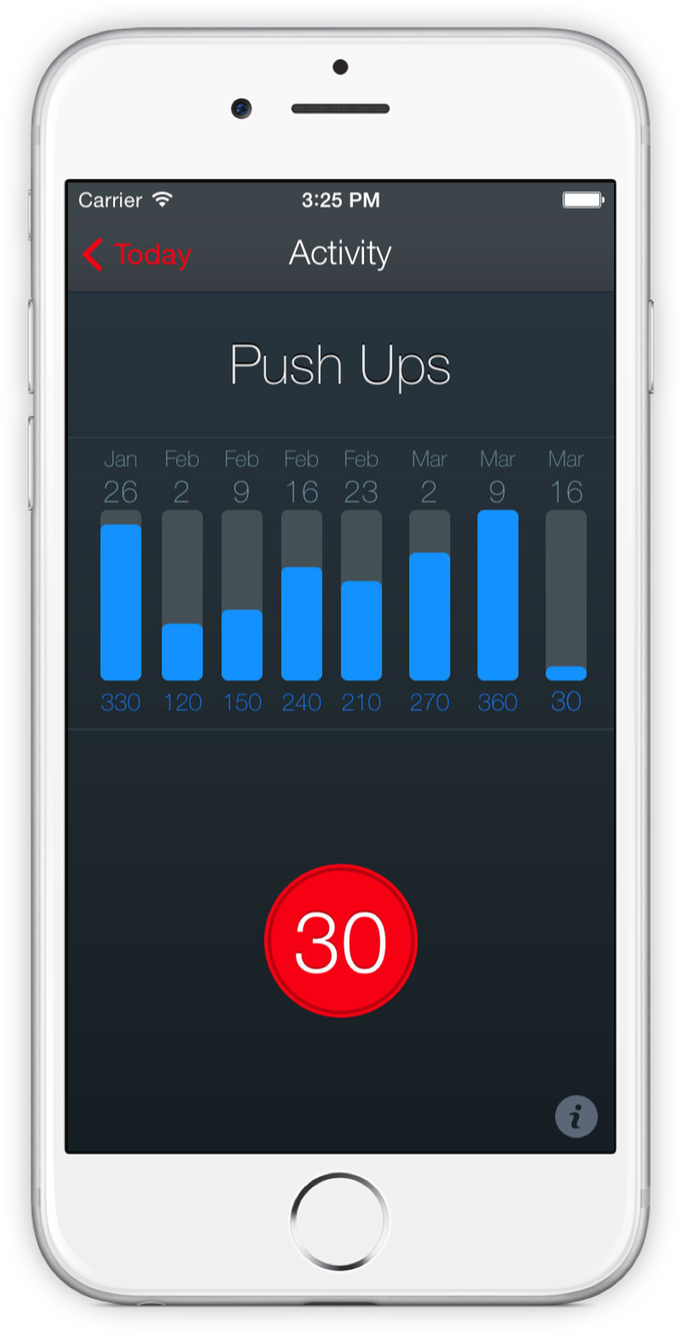 Carrier 3:25 PM
Today Activity
Push Ups
Jan Feb Feb Feb Feb Mar Mar Mar
26 2 9 16 23 2 9 16
330 120 150 240 210 270 360 30
30
i